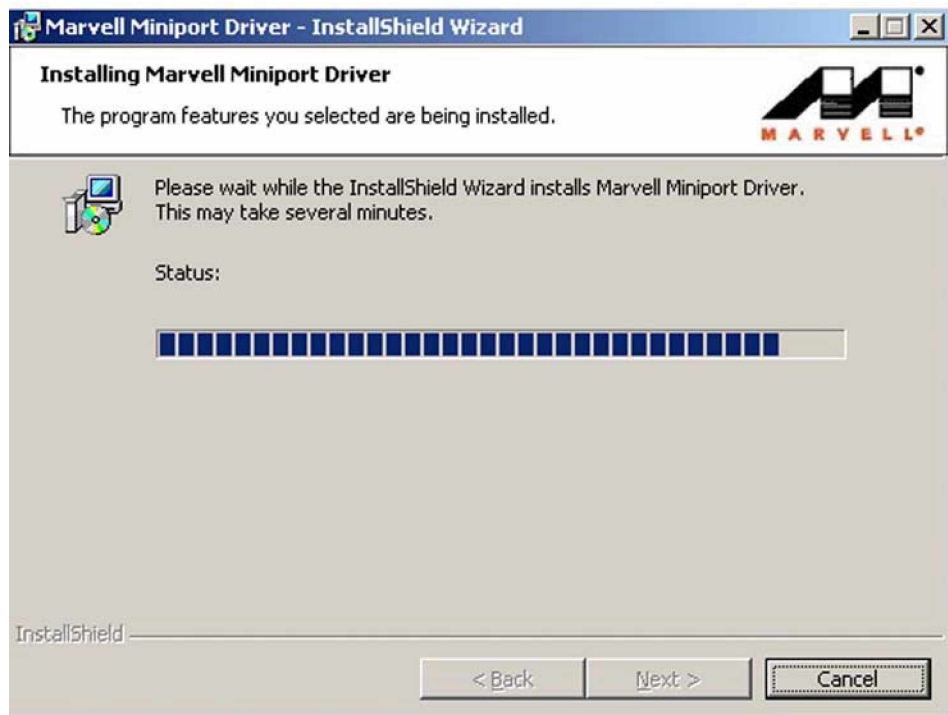 Marvell Miniport Driver - InstallShield Wizard
Installing Marvell Miniport Driver
The program features you selected are being installed.
MARVELL®
Please wait while the InstallShield Wizard installs Marvell Miniport Driver.
This may take several minutes.
Status:
InstallShield
< Back
Next >
Cancel